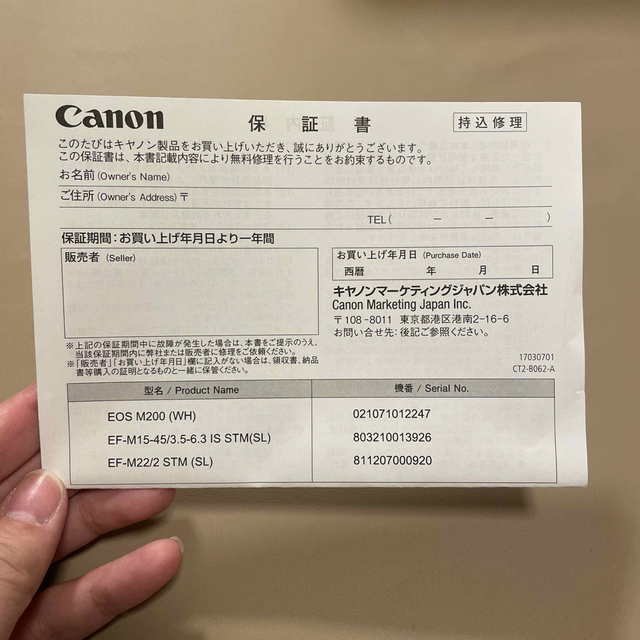 Canon
保証書
持込修理
このたびはキヤノン製品をお買い上げいただき、誠にありがとうございます。
この保証書は、本書記載内容により無料修理を行うことをお約束するものです。
お名前(Owner's Name)
ご住所(Owner's Address)〒
TEL( － － )
保証期間:お買い上げ年月日より一年間
販売者(Seller)
お買い上げ年月日(Purchase Date)
西暦 年 月 日
キヤノンマーケティングジャパン株式会社
Canon Marketing Japan Inc.
〒108-8011 東京都港区港南2-16-6
お問い合せ先:後記ご参照ください。
※上記の保証期間中に故障が発生した場合は、本書をご提示のうえ、
当該保証期間内に弊社または販売者に修理をご依頼ください。
※「販売者」「お買い上げ年月日」欄に記入がない場合は、領収書、納品
書等購入の証明となるものと一緒に保管ください。
17030701
CT2-B062-A
型名 / Product Name 機番 / Serial No.
EOS M200 (WH) 021071012247
EF-M15-45/3.5-6.3 IS STM(SL) 803210013926
EF-M22/2 STM (SL) 811207000920